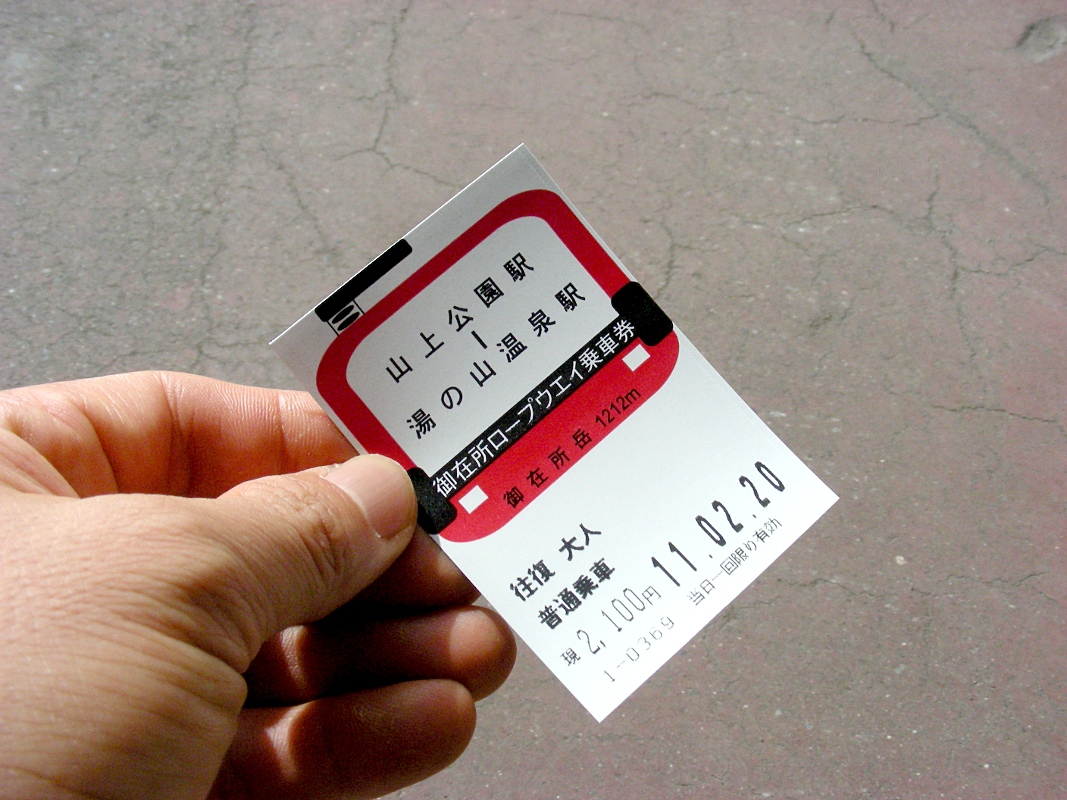 山上公園駅
|
湯の山温泉駅
御在所ロープウエイ乗車券
御在所岳 1212m
往復 大人
普通乗車
現 2,100円 11.02.20
1-0369 当日一回限り有効